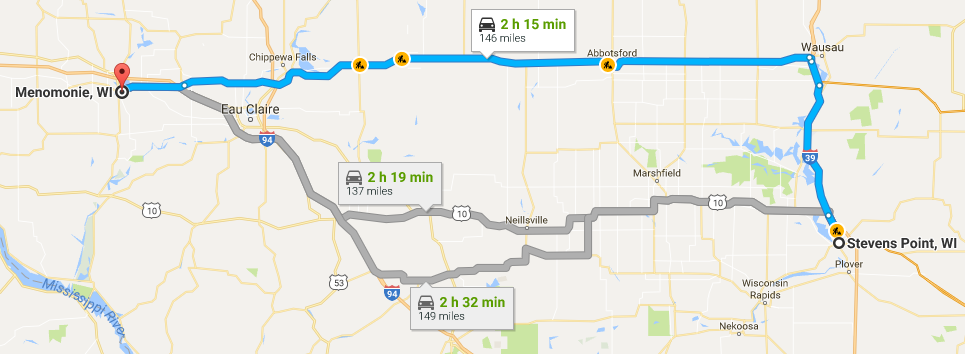 2 h 15 min
146 miles
Chippewa Falls
Abbotsford
Wausau
Menomonie, WI
Eau Claire
94
39
2 h 19 min
137 miles
Marshfield
10
10
10
Neillsville
Stevens Point, WI
Plover
53
94
2 h 32 min
149 miles
Wisconsin
Rapids
Nekoosa
Mississippi River